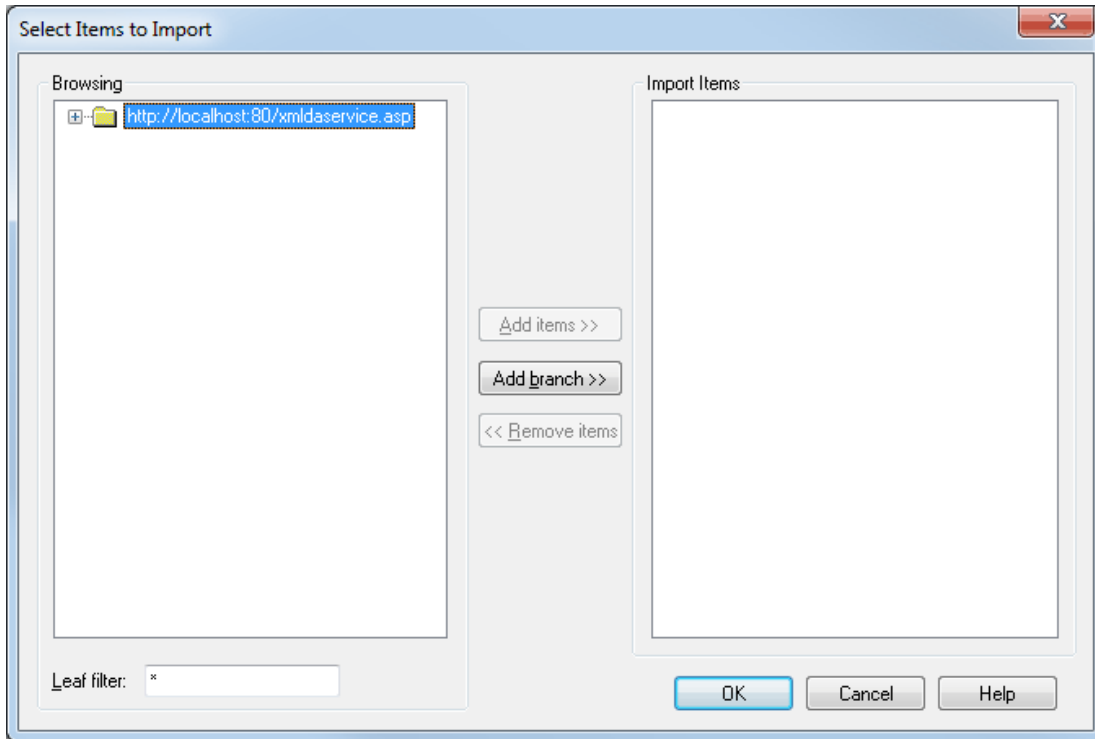 Select Items to Import
Browsing
http://localhost:80/xmldaservice.asp
Import Items
Add items >>
Add branch >>
<< Remove items
Leaf filter: *
OK
Cancel
Help